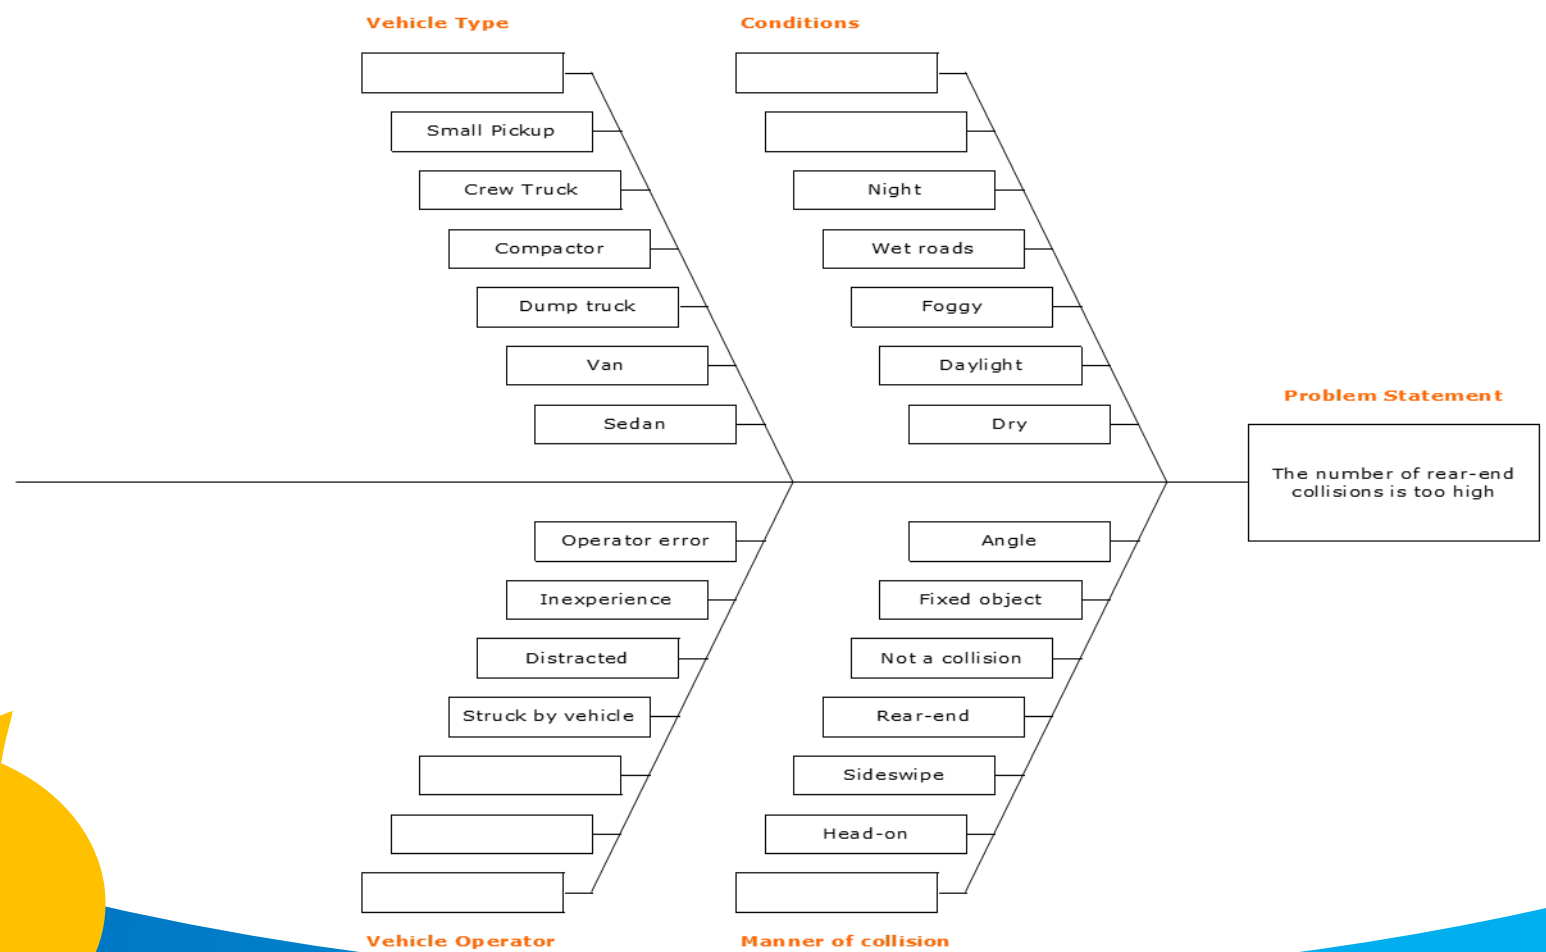 Vehicle Type
Small Pickup
Crew Truck
Compactor
Dump truck
Van
Sedan
Conditions
Night
Wet roads
Foggy
Daylight
Dry
Problem Statement
The number of rear-end
collisions is too high
Operator error
Inexperience
Distracted
Struck by vehicle
Vehicle Operator
Angle
Fixed object
Not a collision
Rear-end
Sideswipe
Head-on
Manner of collision